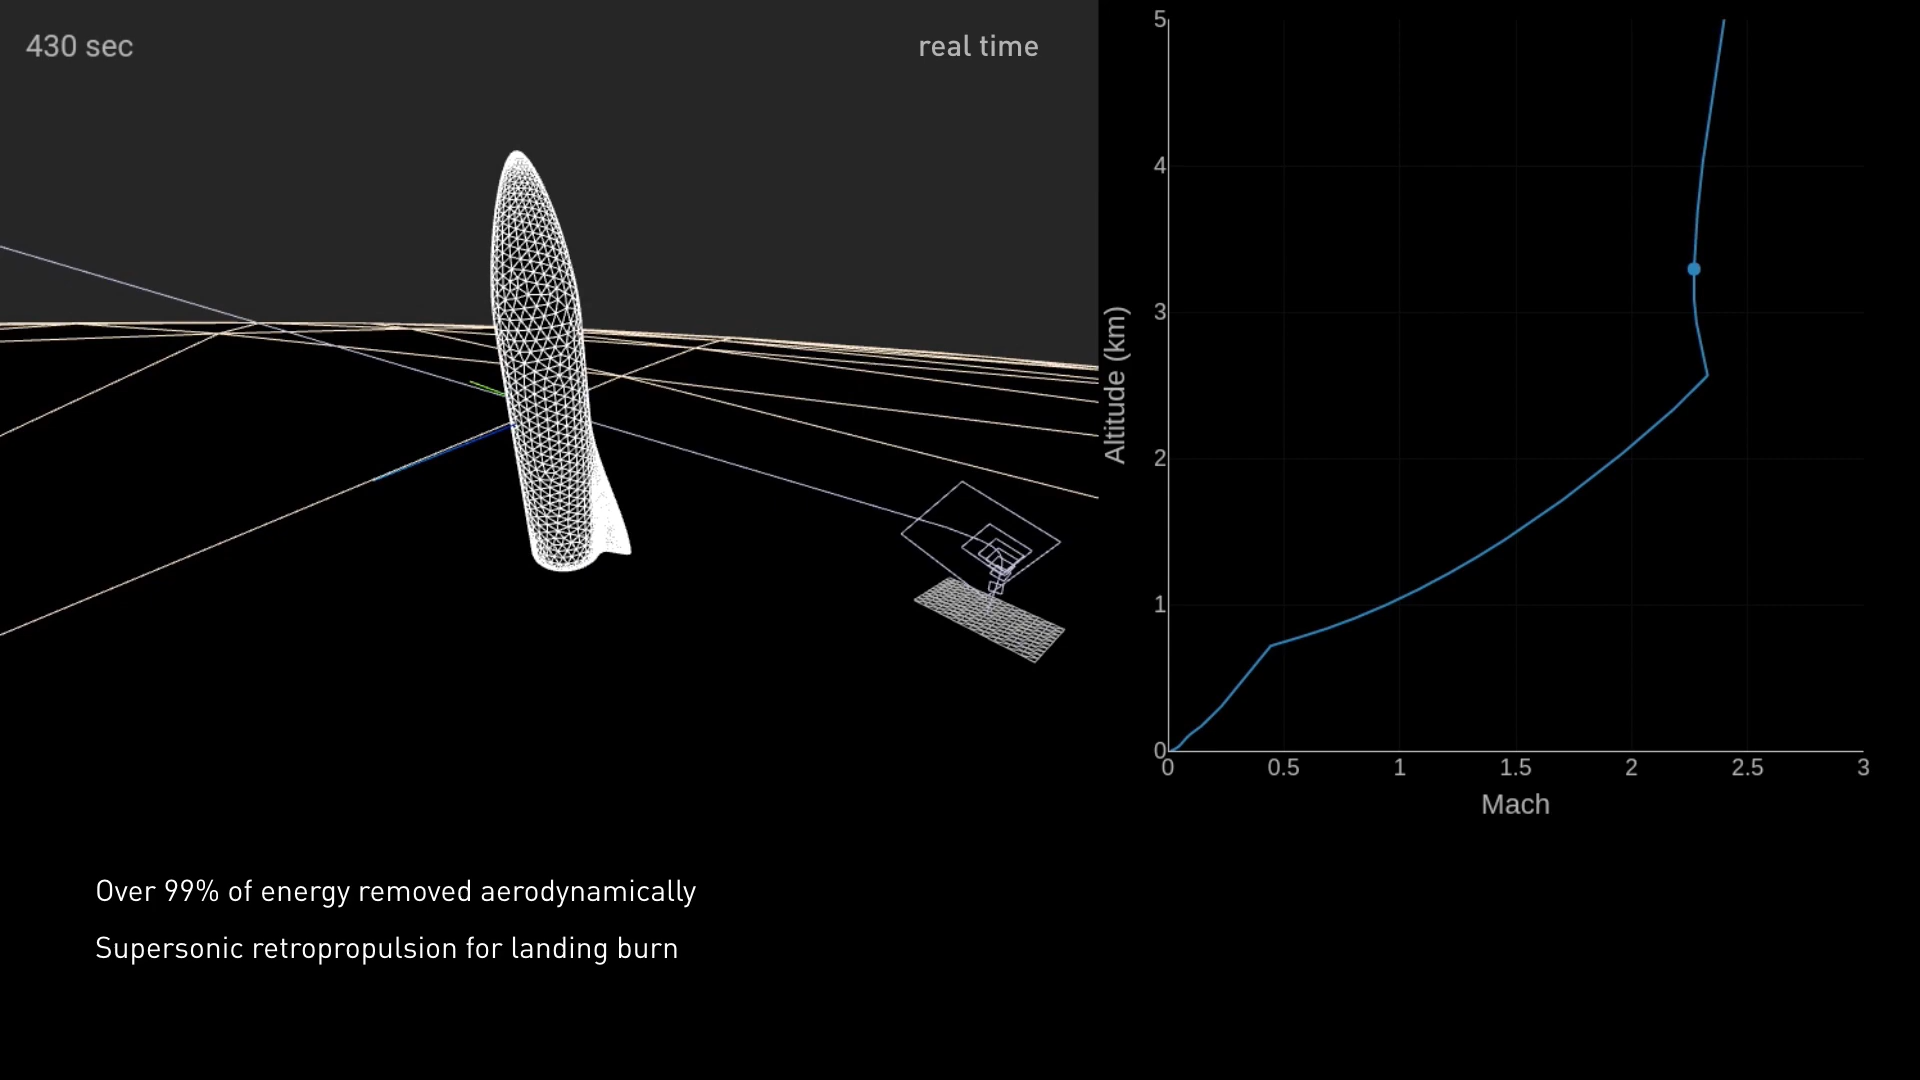 430 sec
real time
5
4
3
2
1
0
Altitude (km)
0 0.5 1 1.5 2 2.5 3
Mach
Over 99% of energy removed aerodynamically
Supersonic retropropulsion for landing burn